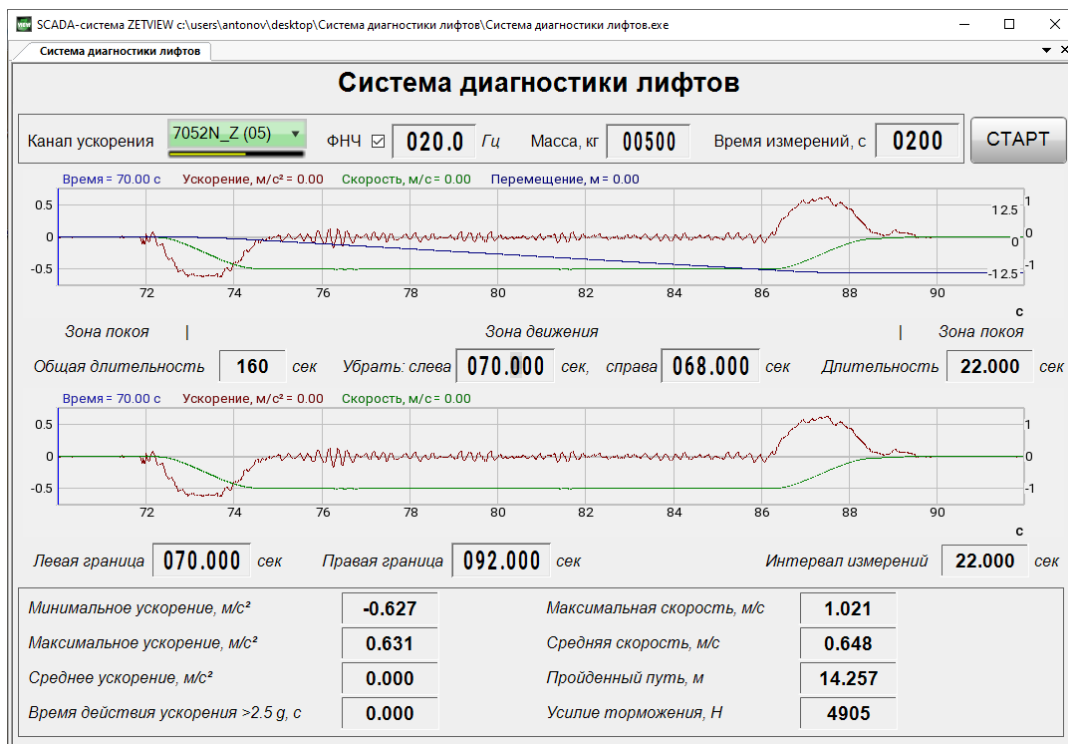 SCADA-система ZETVIEW c:\users\antonov\desktop\Система диагностики лифтов\Система диагностики лифтов.exe
Система диагностики лифтов
Система диагностики лифтов
Канал ускорения 7052N_Z (05) ФНЧ 020.0 Гц Масса, кг 00500 Время измерений, с 0200 СТАРТ
Время = 70.00 с Ускорение, м/с² = 0.00 Скорость, м/с = 0.00 Перемещение, м = 0.00
0.5 12.5 1
0 0 0
-0.5 -12.5 -1
72 74 76 78 80 82 84 86 88 90
с
Зона покоя | Зона движения | Зона покоя
Общая длительность 160 сек Убрать: слева 070.000 сек, справа 068.000 сек Длительность 22.000 сек
Время = 70.00 с Ускорение, м/с² = 0.00 Скорость, м/с = 0.00
0.5 1
0 0
-0.5 -1
72 74 76 78 80 82 84 86 88 90
с
Левая граница 070.000 сек Правая граница 092.000 сек Интервал измерений 22.000 сек
Минимальное ускорение, м/с² -0.627 Максимальная скорость, м/с 1.021
Максимальное ускорение, м/с² 0.631 Средняя скорость, м/с 0.648
Среднее ускорение, м/с² 0.000 Пройденный путь, м 14.257
Время действия ускорения >2.5 g, с 0.000 Усилие торможения, Н 4905